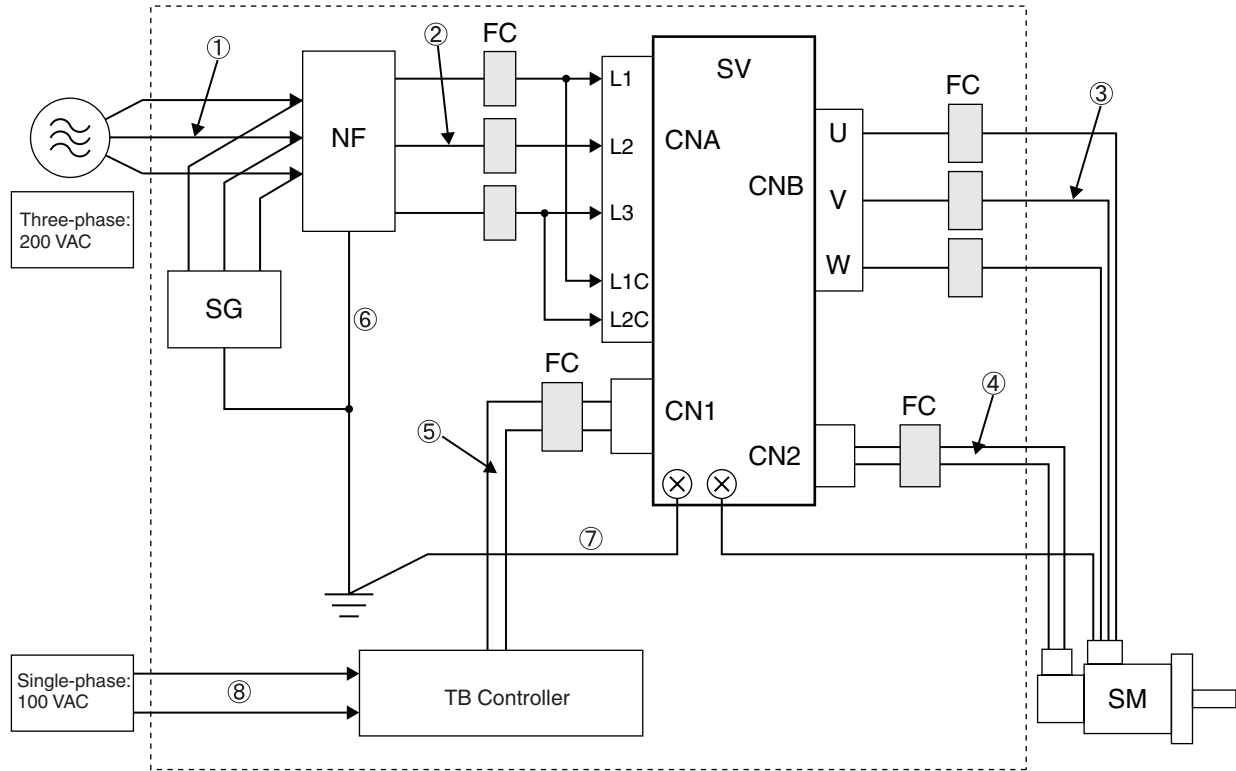 ①
②
FC
SV
FC
③
L1
NF
CNA
U
L2
CNB
V
Three-phase:
200 VAC
L3
W
L1C
SG
⑥
L2C
FC
④
FC
⑤
CN1
CN2
⑦
Single-phase:
100 VAC
⑧
TB Controller
SM